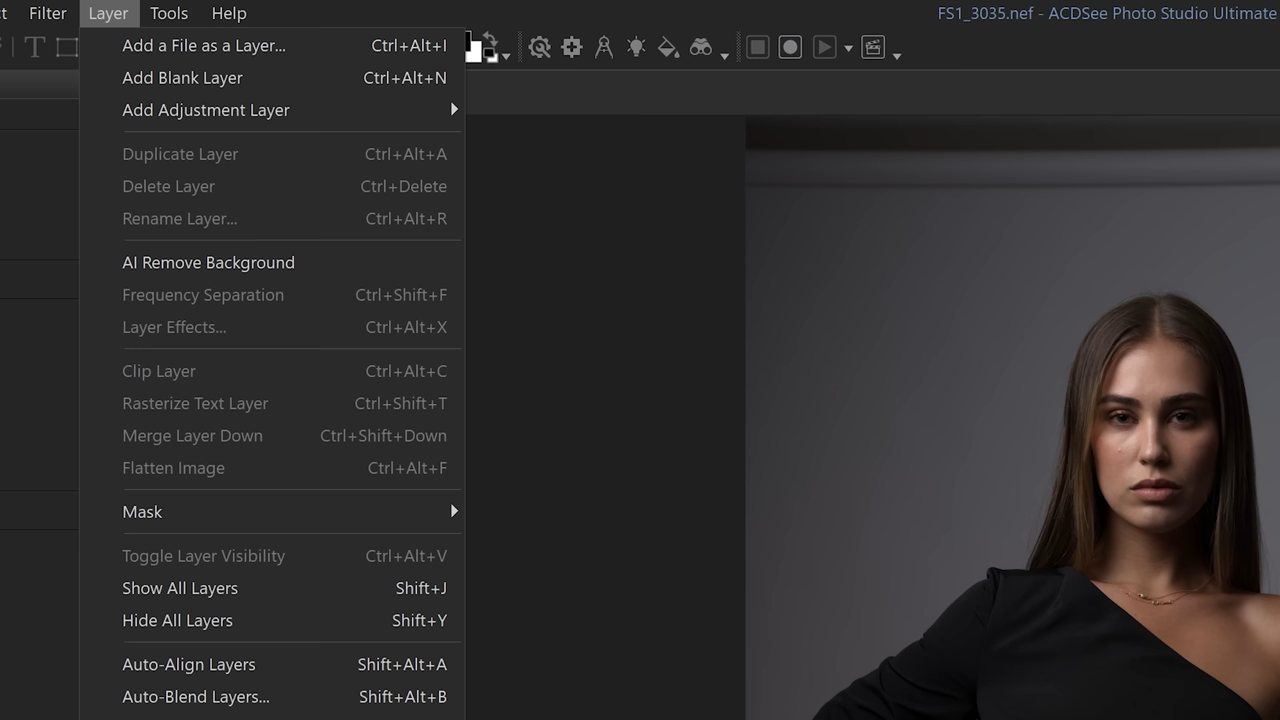 t Filter Layer Tools Help FS1_3035.nef - ACDSee Photo Studio Ultimate
T
Add a File as a Layer... Ctrl+Alt+I
Add Blank Layer Ctrl+Alt+N
Add Adjustment Layer
Duplicate Layer Ctrl+Alt+A
Delete Layer Ctrl+Delete
Rename Layer... Ctrl+Alt+R
AI Remove Background
Frequency Separation Ctrl+Shift+F
Layer Effects... Ctrl+Alt+X
Clip Layer Ctrl+Alt+C
Rasterize Text Layer Ctrl+Shift+T
Merge Layer Down Ctrl+Shift+Down
Flatten Image Ctrl+Alt+F
Mask
Toggle Layer Visibility Ctrl+Alt+V
Show All Layers Shift+J
Hide All Layers Shift+Y
Auto-Align Layers Shift+Alt+A
Auto-Blend Layers... Shift+Alt+B